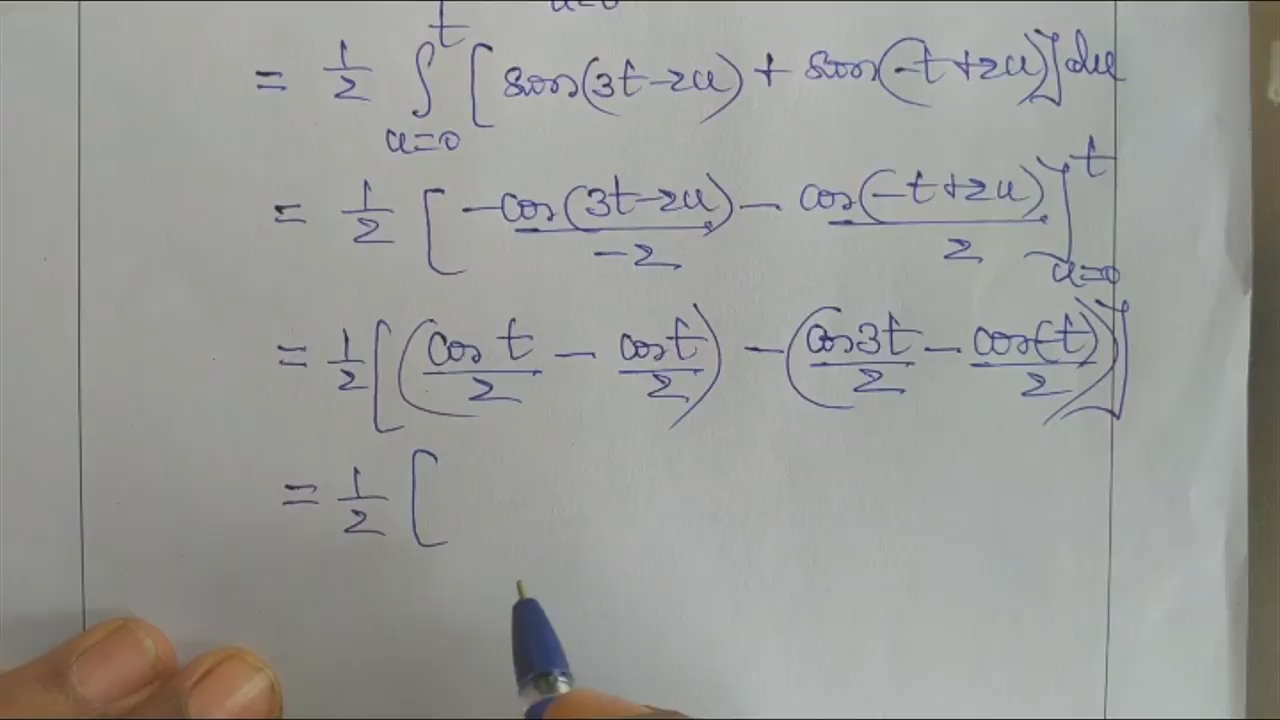 t u=0
= 1/2 ∫ [sin(3t-2u) + sin(-t+2u)] du
u=0
= 1/2 [ -cos(3t-2u)/-2 - cos(-t+2u)/2 ]^t u=0
= 1/2 [ (cos t/2 - cos t/2) - (cos 3t/2 - cos(-t)/2) ]
= 1/2 [